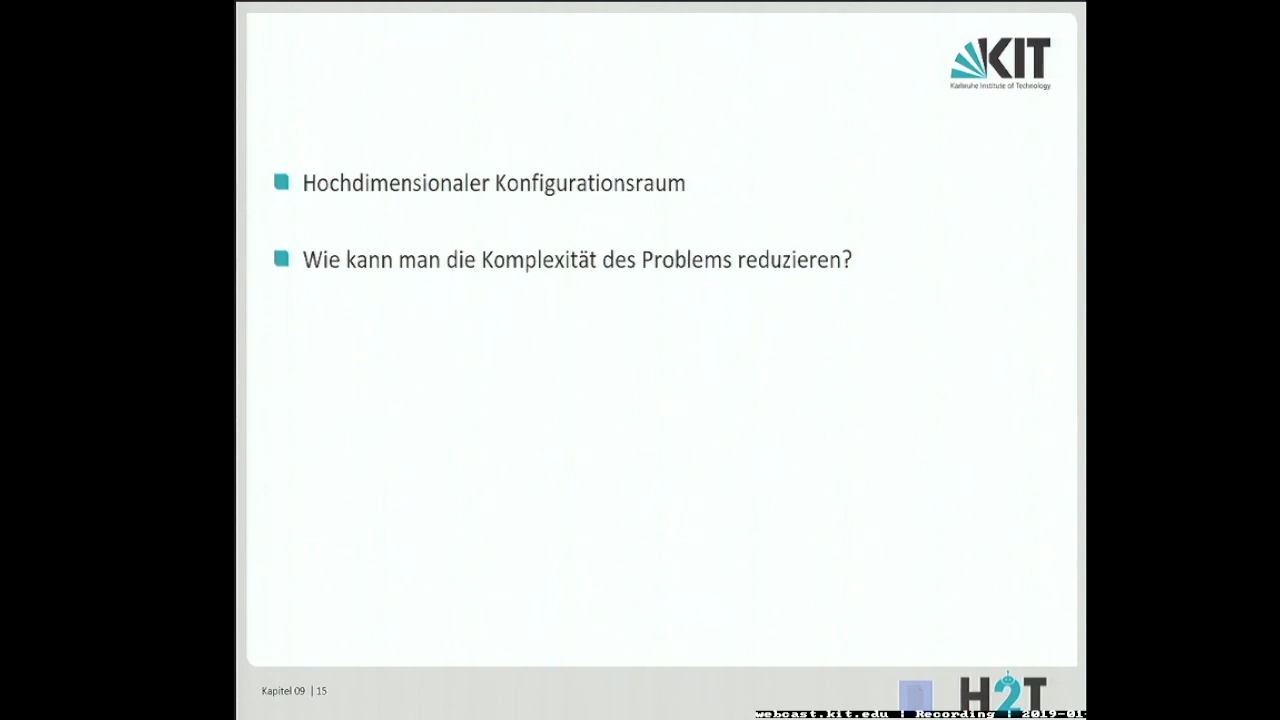 KIT
Karlsruhe Institute of Technology
Hochdimensionaler Konfigurationsraum
Wie kann man die Komplexität des Problems reduzieren?
Kapitel 09 | 15
H2T
webcast.kit.edu | Recording | 2019-01